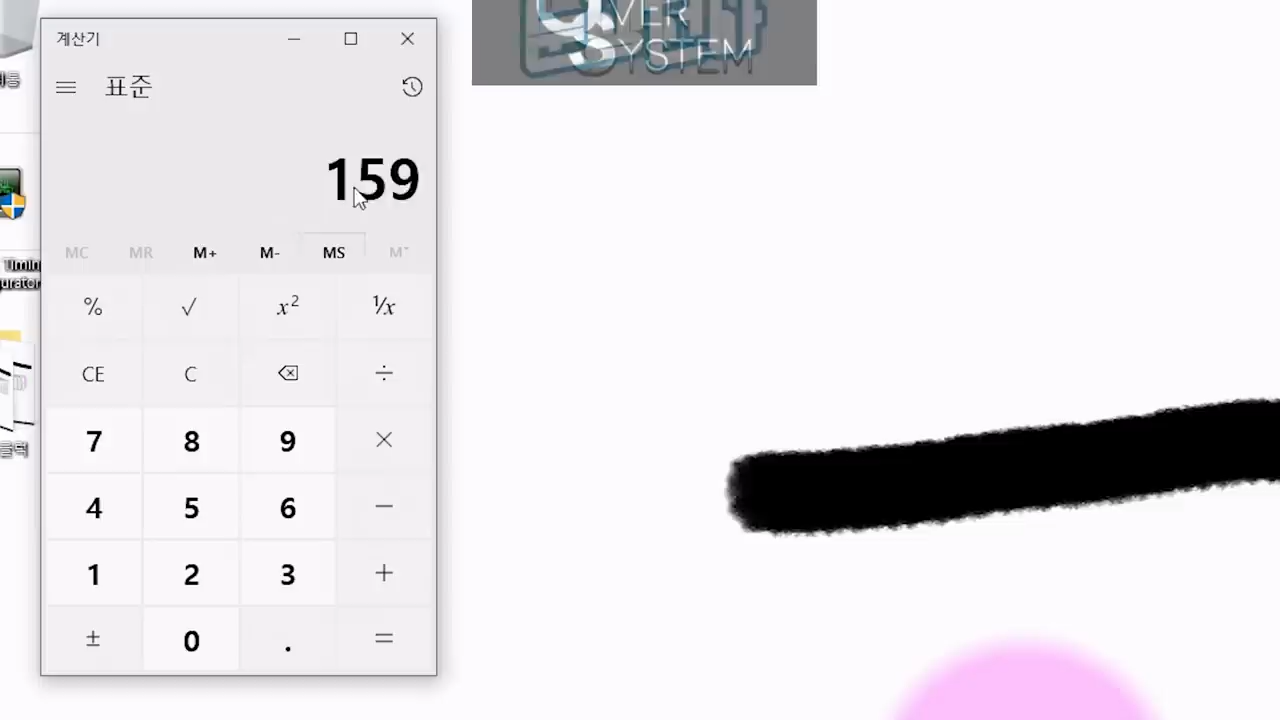 계산기
표준
159
MC MR M+ M- MS M˅
% √ x² ¹/x
CE C ÷
7 8 9 ×
4 5 6 −
1 2 3 +
± 0 . =
VER
SYSTEM